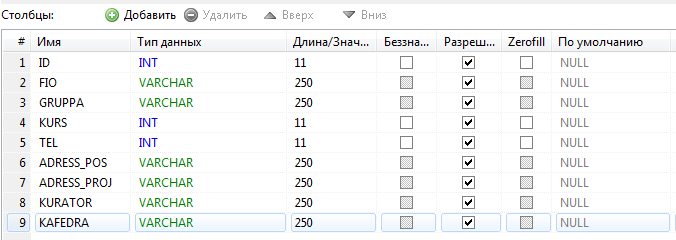 Столбцы: Добавить Удалить Вверх Вниз
# Имя Тип данных Длина/Знач... Беззна... Разреш... Zerofill По умолчанию
1 ID INT 11 NULL
2 FIO VARCHAR 250 NULL
3 GRUPPA VARCHAR 250 NULL
4 KURS INT 11 NULL
5 TEL INT 11 NULL
6 ADRESS_POS VARCHAR 250 NULL
7 ADRESS_PROJ VARCHAR 250 NULL
8 KURATOR VARCHAR 250 NULL
9 KAFEDRA VARCHAR 250 NULL